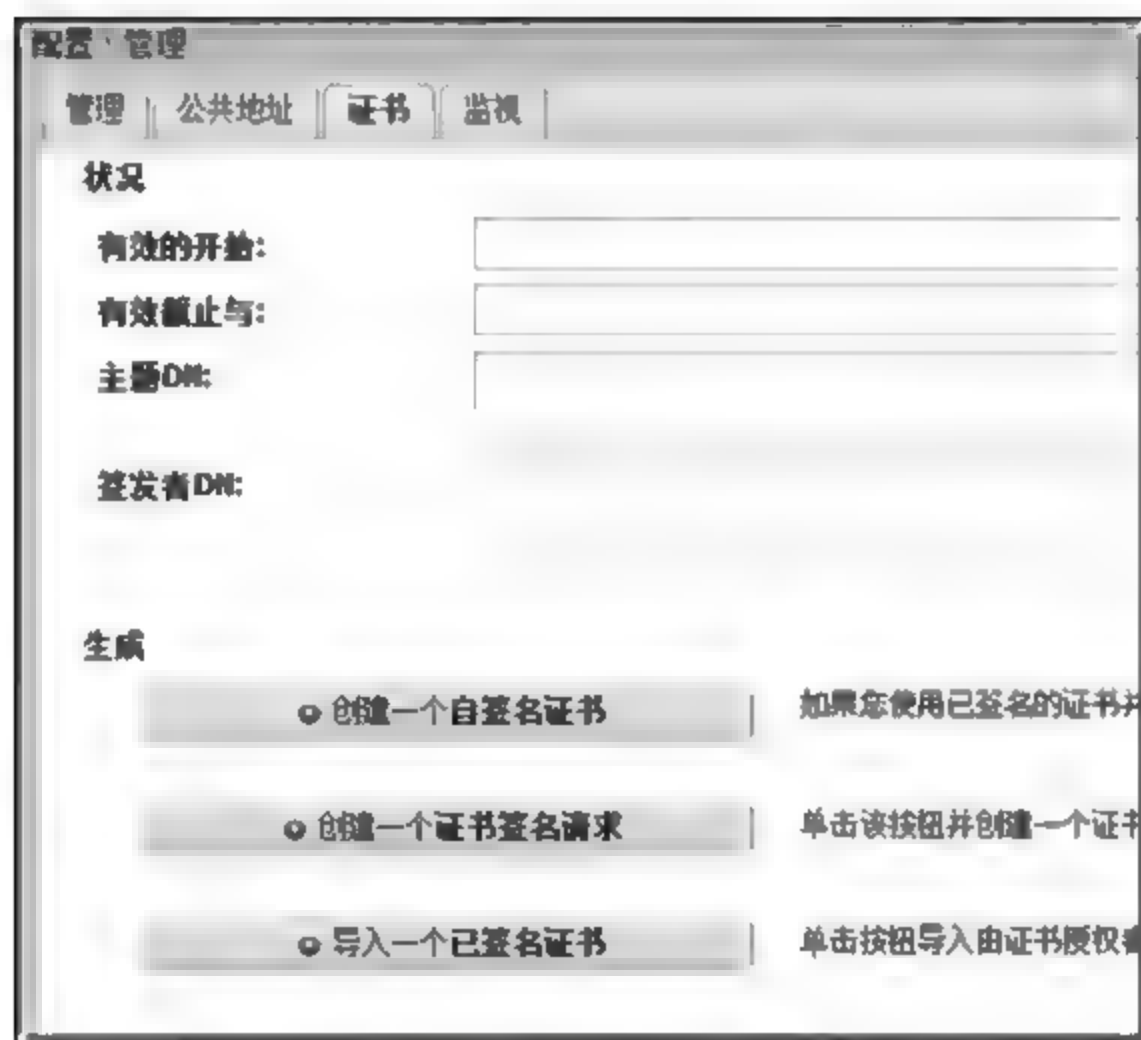 配置 · 管理
管理 公共地址 证书 监视
状况
有效的开始:
有效截止与:
主题DN:
签发者DN:
生成
创建一个自签名证书 如果您使用已签名的证书并
创建一个证书签名请求 单击该按钮并创建一个证书
导入一个已签名证书 单击按钮导入由证书授权者